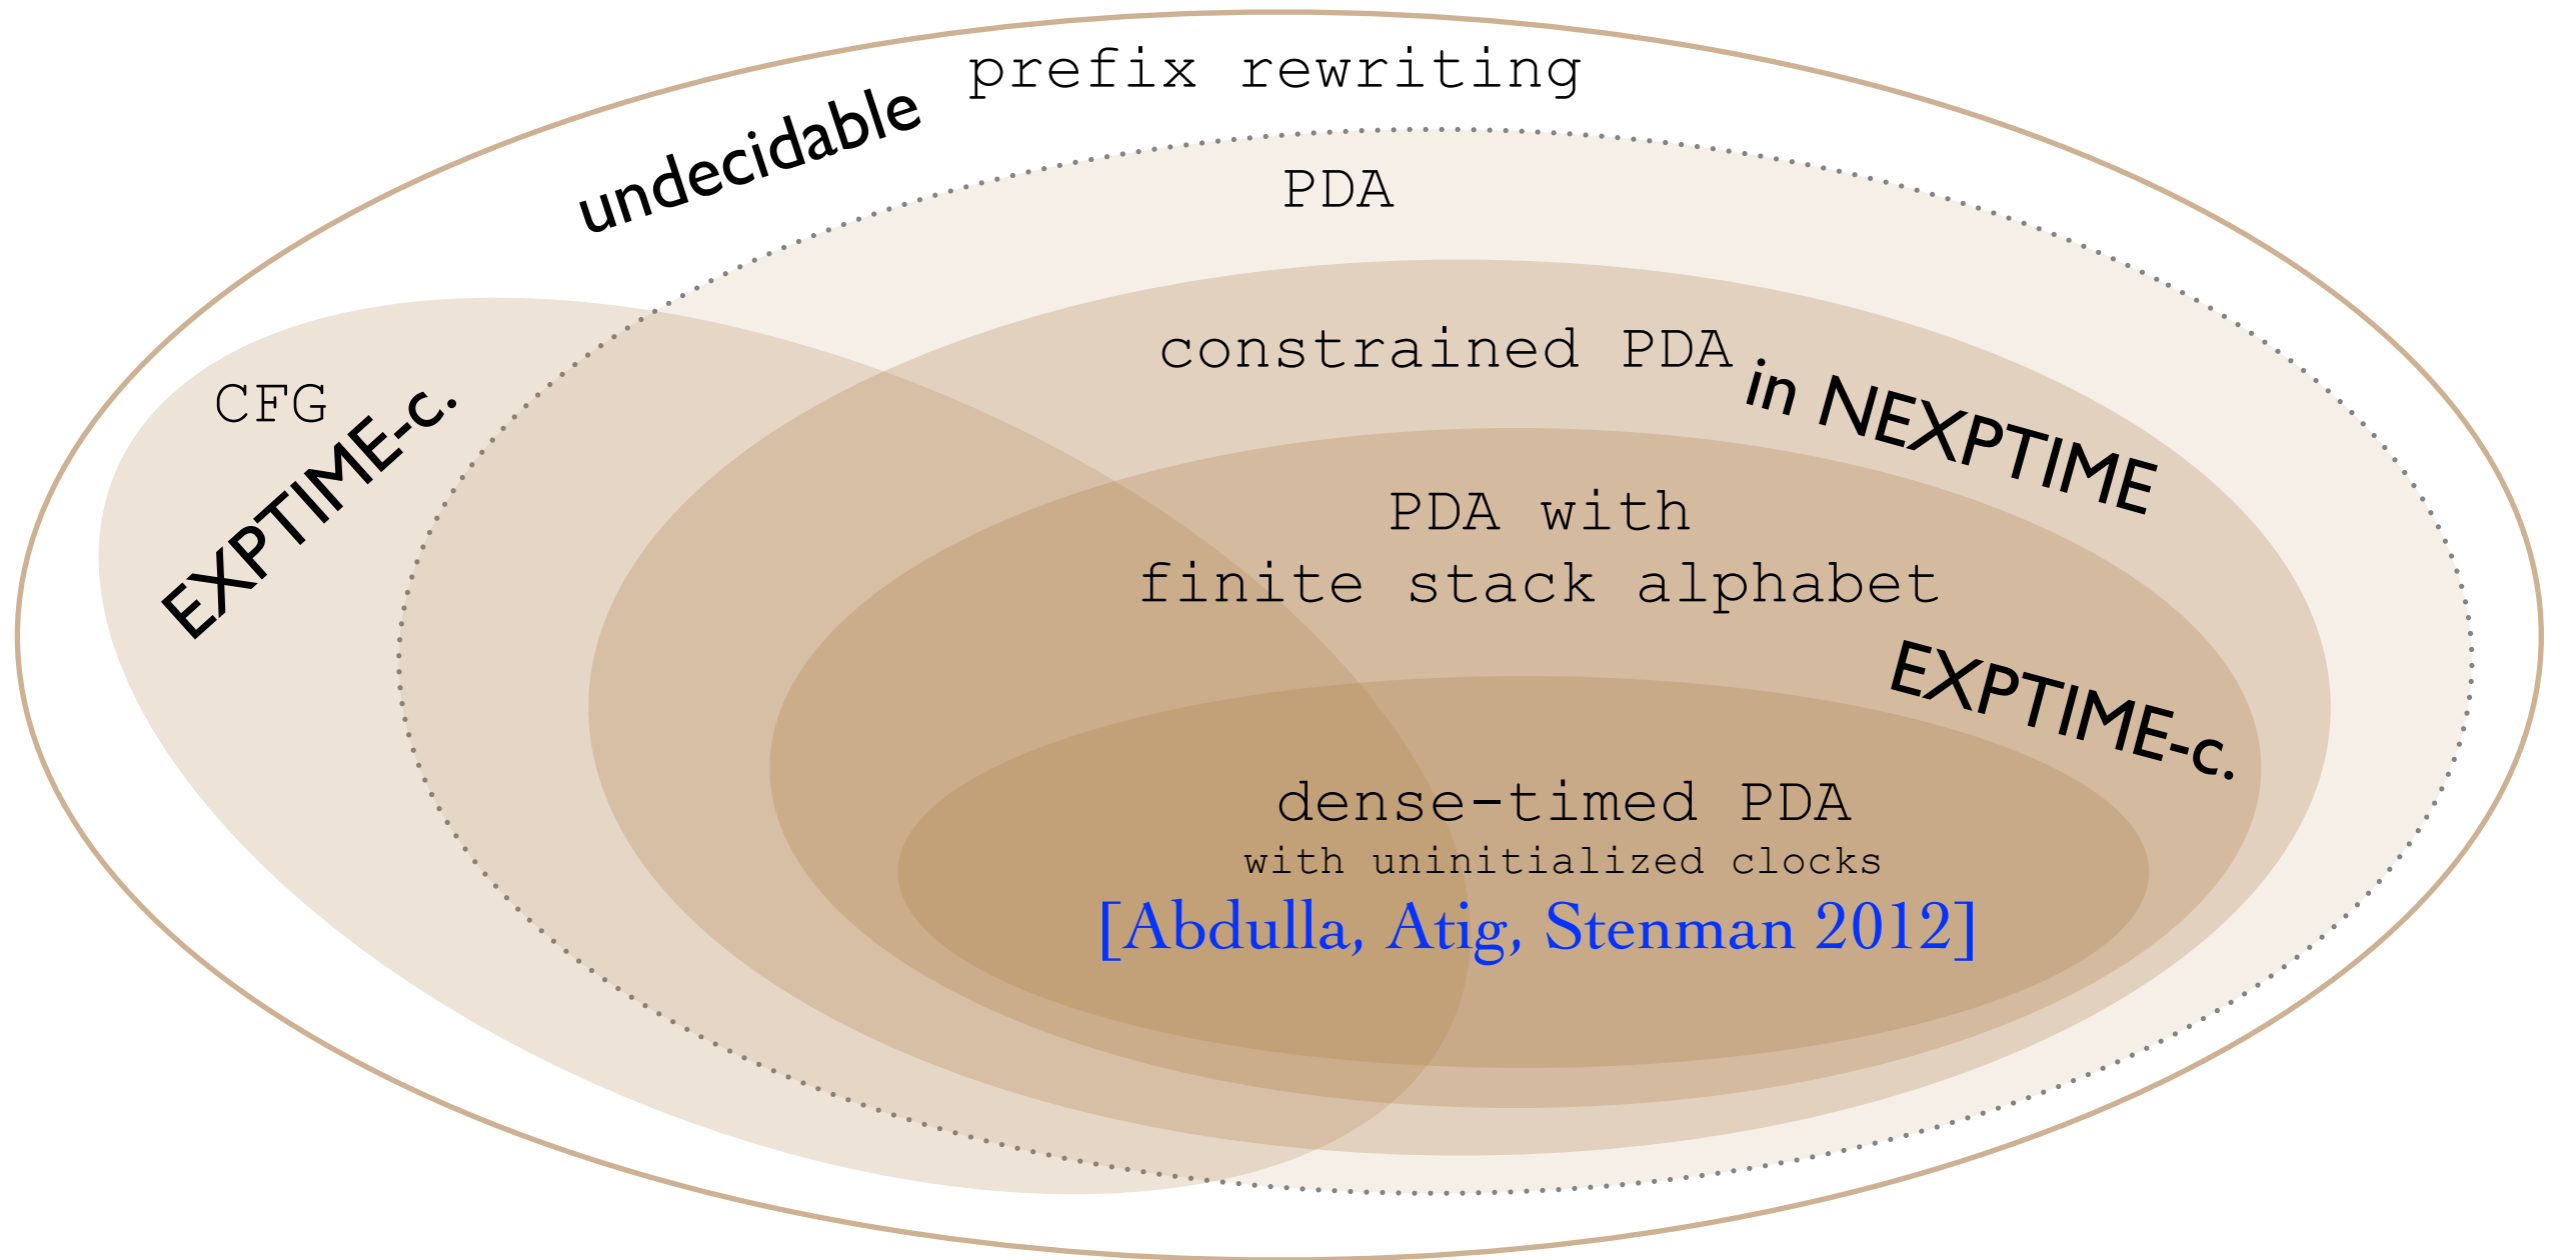 prefix rewriting
undecidable
PDA
constrained PDA
in NEXPTIME
CFG
EXPTIME-c.
PDA with
finite stack alphabet
EXPTIME-c.
dense-timed PDA
with uninitialized clocks
[Abdulla, Atig, Stenman 2012]